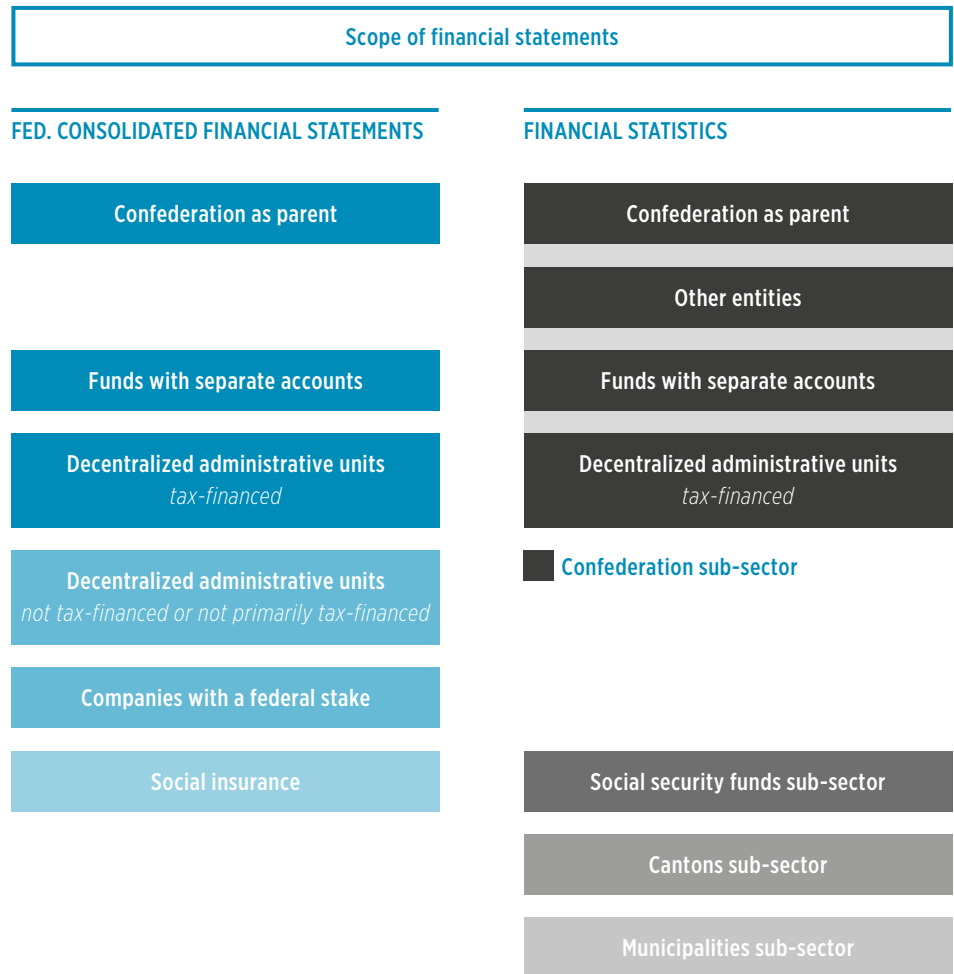 Scope of financial statements
FED. CONSOLIDATED FINANCIAL STATEMENTS
Confederation as parent
Funds with separate accounts
Decentralized administrative units
tax-financed
Decentralized administrative units
not tax-financed or not primarily tax-financed
Companies with a federal stake
Social insurance
FINANCIAL STATISTICS
Confederation as parent
Other entities
Funds with separate accounts
Decentralized administrative units
tax-financed
Confederation sub-sector
Social security funds sub-sector
Cantons sub-sector
Municipalities sub-sector